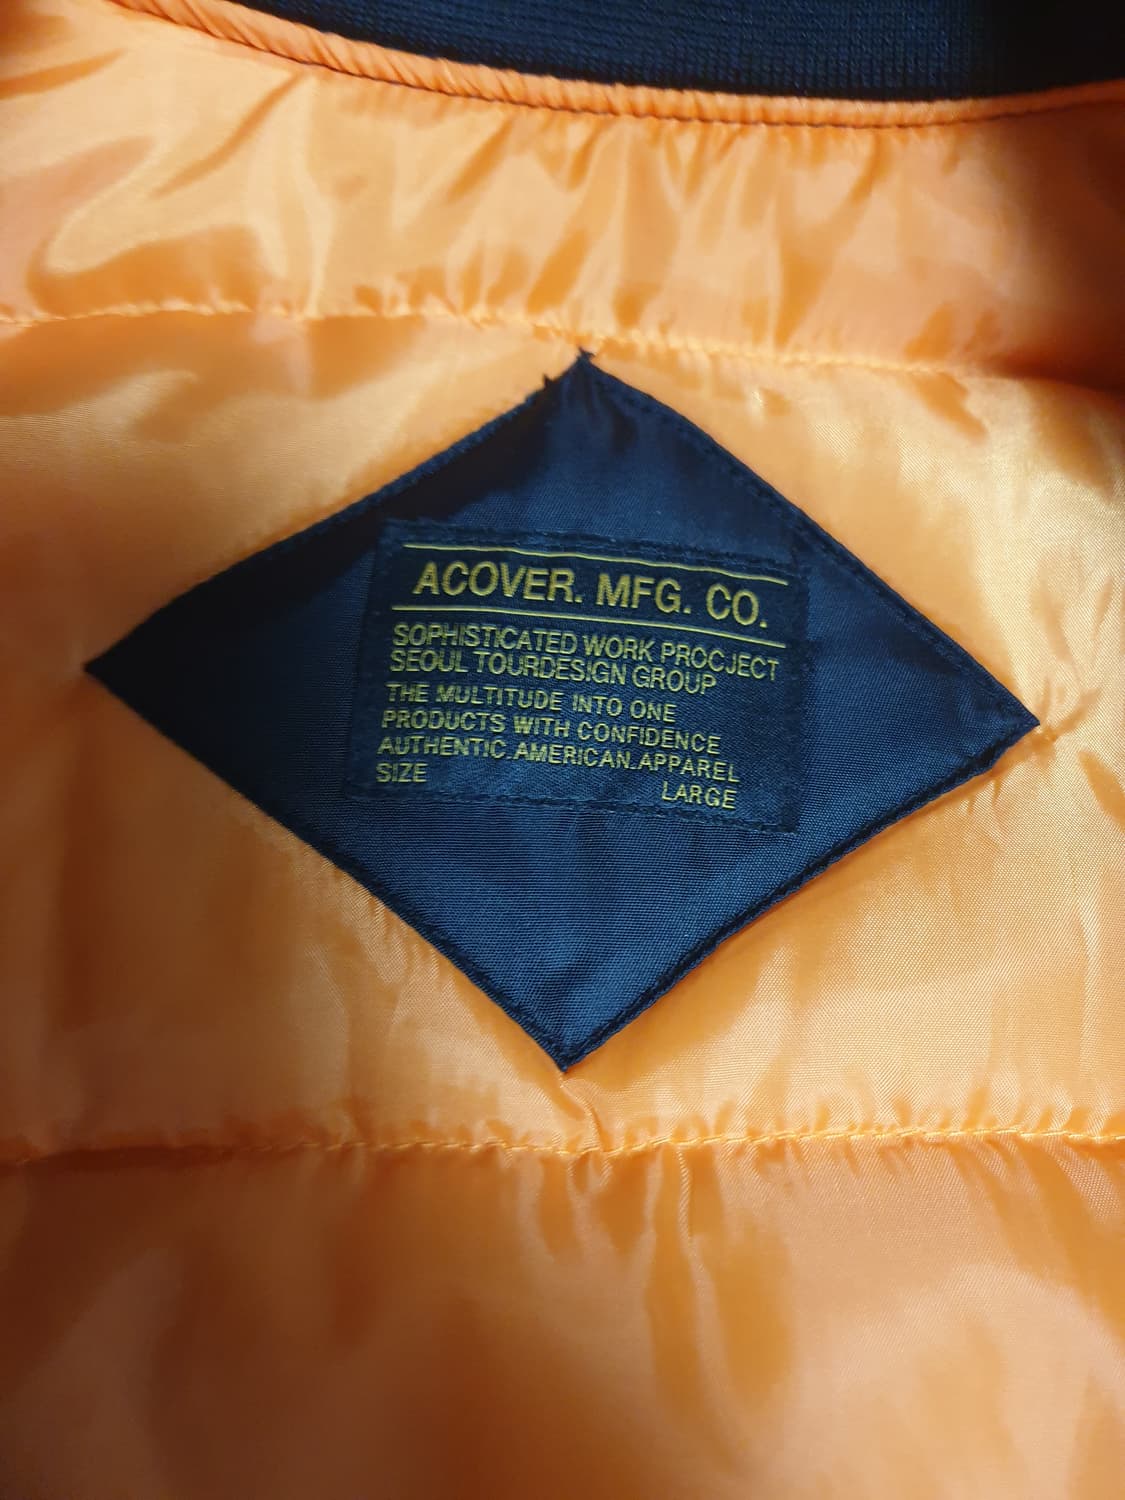 ACOVER. MFG. CO.
SOPHISTICATED WORK PROCJECT
SEOUL TOURDESIGN GROUP
THE MULTITUDE INTO ONE
PRODUCTS WITH CONFIDENCE
AUTHENTIC.AMERICAN.APPAREL
SIZE LARGE